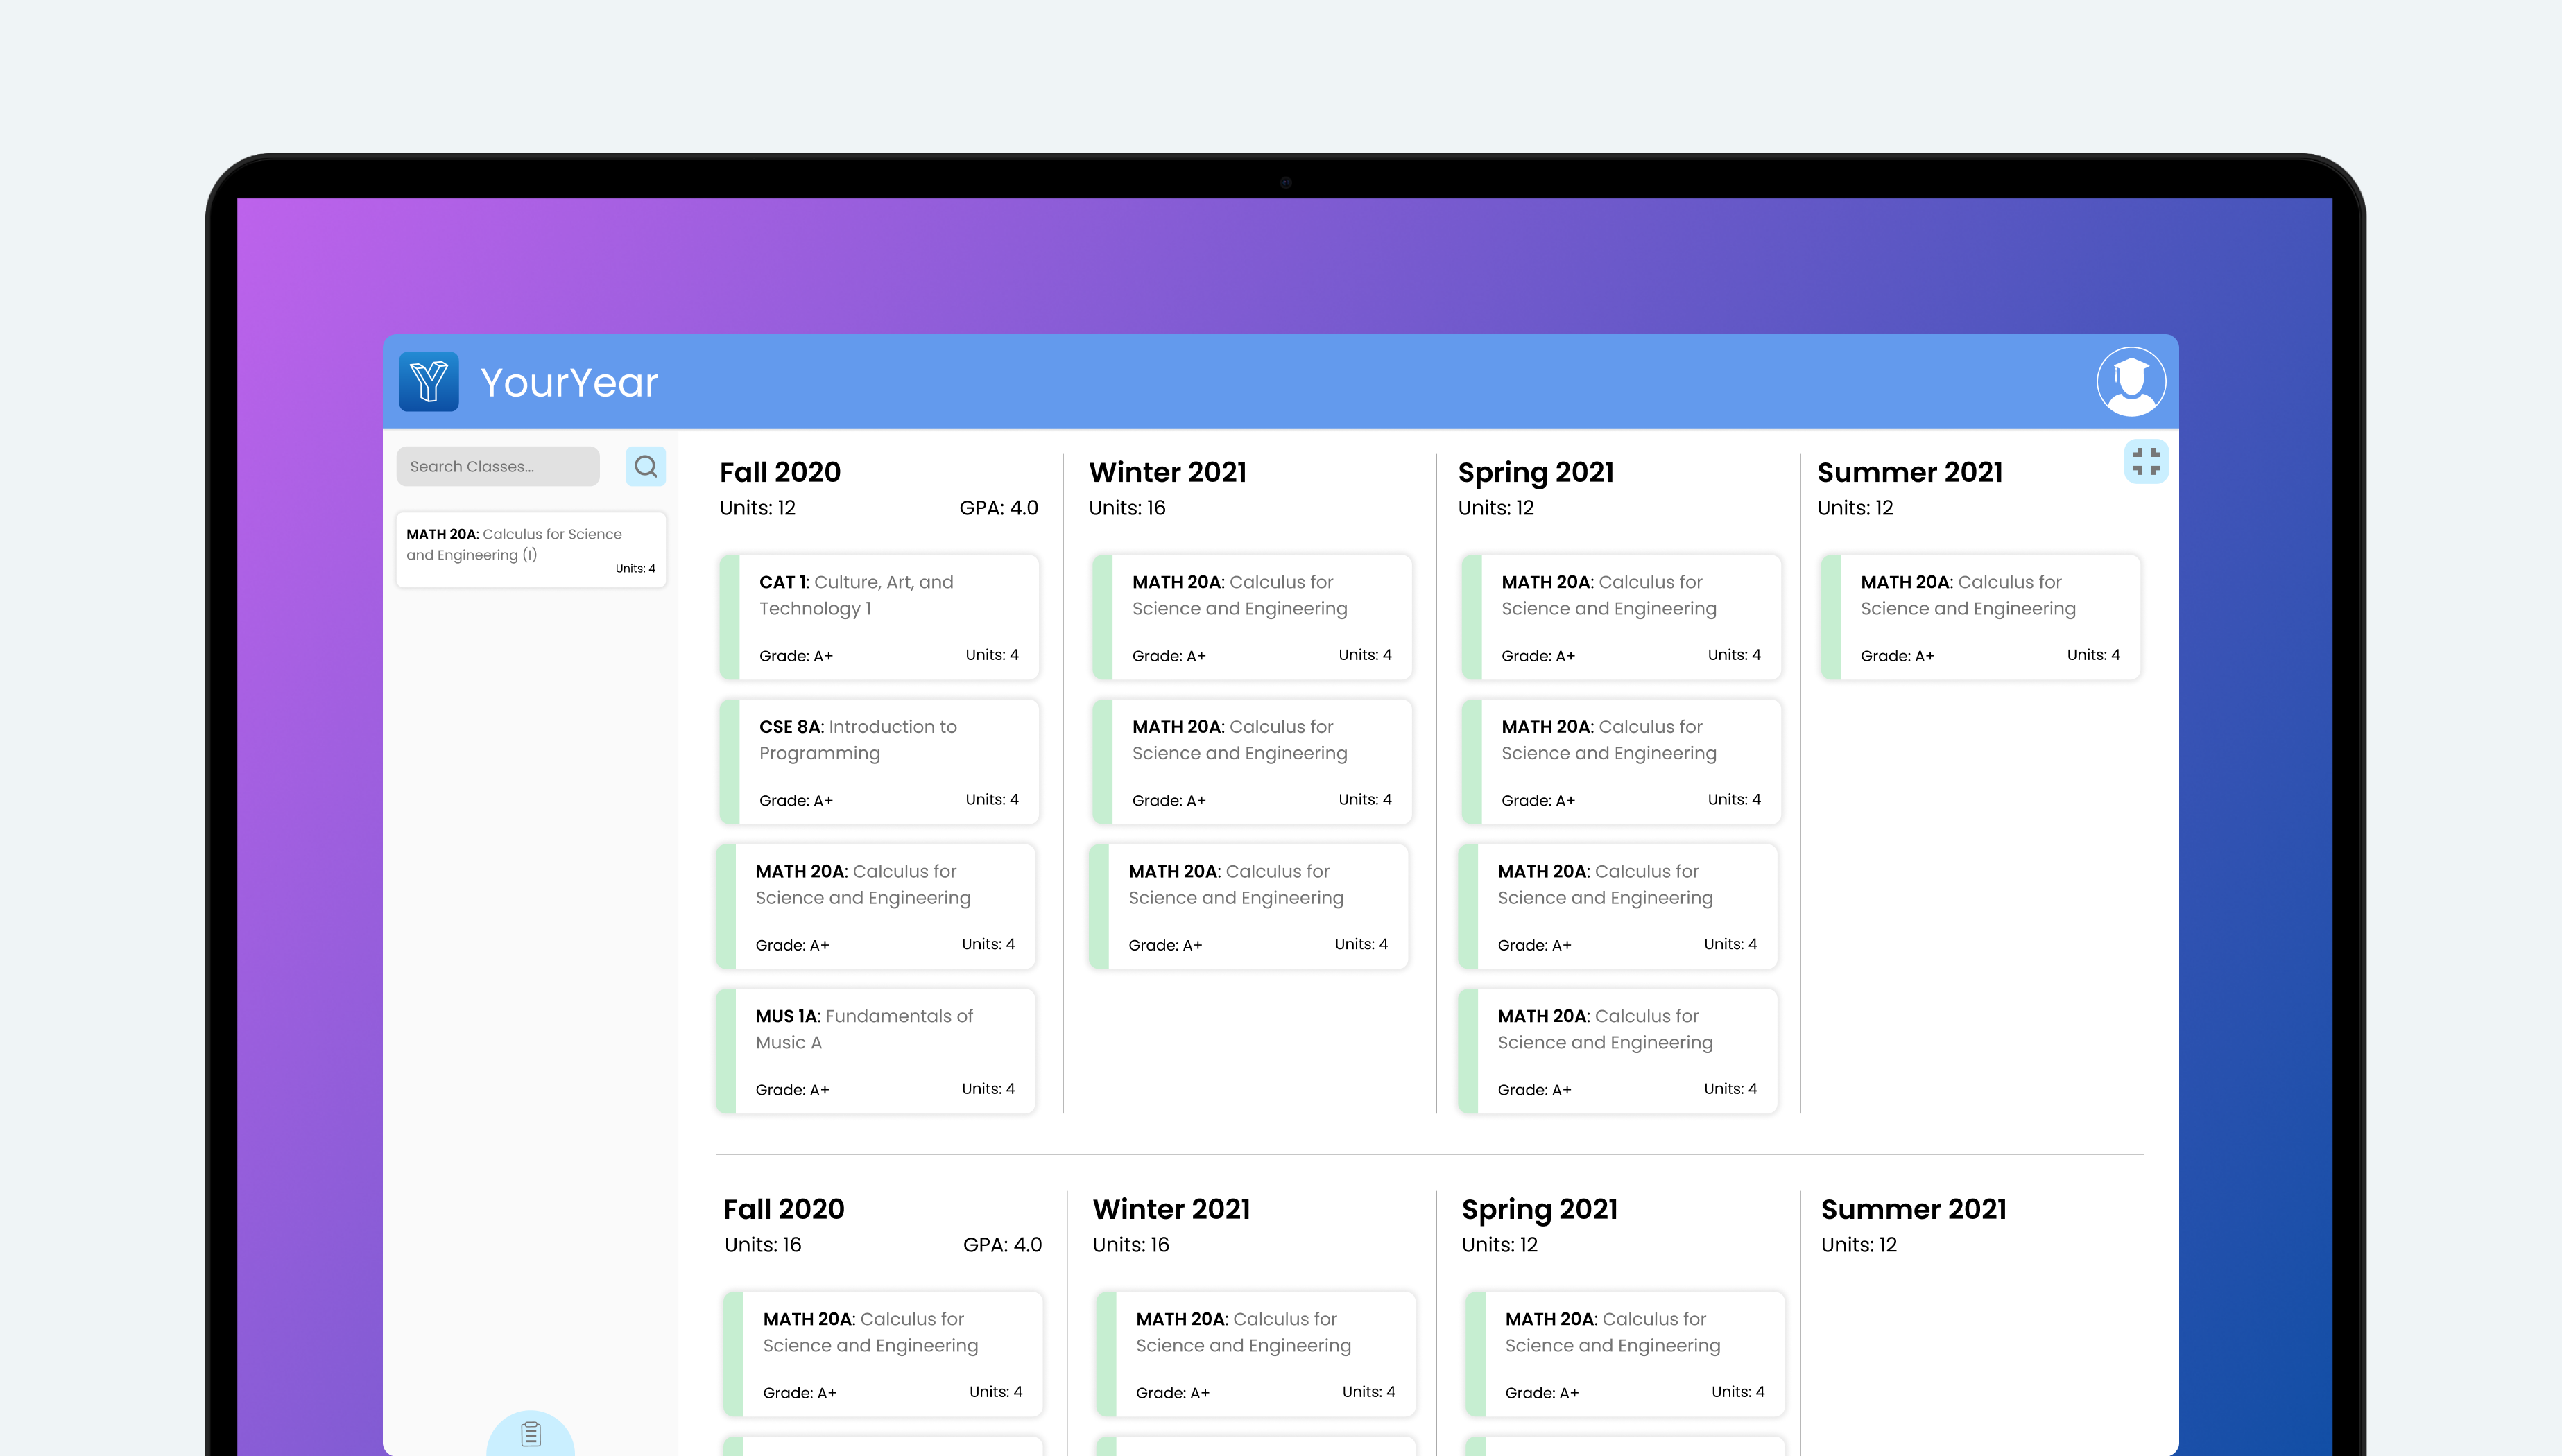 YourYear
Search Classes...
MATH 20A: Calculus for Science
and Engineering (I)
Units: 4
Fall 2020
Units: 12
GPA: 4.0
CAT 1: Culture, Art, and
Technology 1
Grade: A+
Units: 4
CSE 8A: Introduction to
Programming
Grade: A+
Units: 4
MATH 20A: Calculus for
Science and Engineering
Grade: A+
Units: 4
MUS 1A: Fundamentals of
Music A
Grade: A+
Units: 4
Winter 2021
Units: 16
MATH 20A: Calculus for
Science and Engineering
Grade: A+
Units: 4
MATH 20A: Calculus for
Science and Engineering
Grade: A+
Units: 4
MATH 20A: Calculus for
Science and Engineering
Grade: A+
Units: 4
Spring 2021
Units: 12
MATH 20A: Calculus for
Science and Engineering
Grade: A+
Units: 4
MATH 20A: Calculus for
Science and Engineering
Grade: A+
Units: 4
MATH 20A: Calculus for
Science and Engineering
Grade: A+
Units: 4
MATH 20A: Calculus for
Science and Engineering
Grade: A+
Units: 4
Summer 2021
Units: 12
MATH 20A: Calculus for
Science and Engineering
Grade: A+
Units: 4
Fall 2020
Units: 16
GPA: 4.0
MATH 20A: Calculus for
Science and Engineering
Grade: A+
Units: 4
Winter 2021
Units: 16
MATH 20A: Calculus for
Science and Engineering
Grade: A+
Units: 4
Spring 2021
Units: 12
MATH 20A: Calculus for
Science and Engineering
Grade: A+
Units: 4
Summer 2021
Units: 12